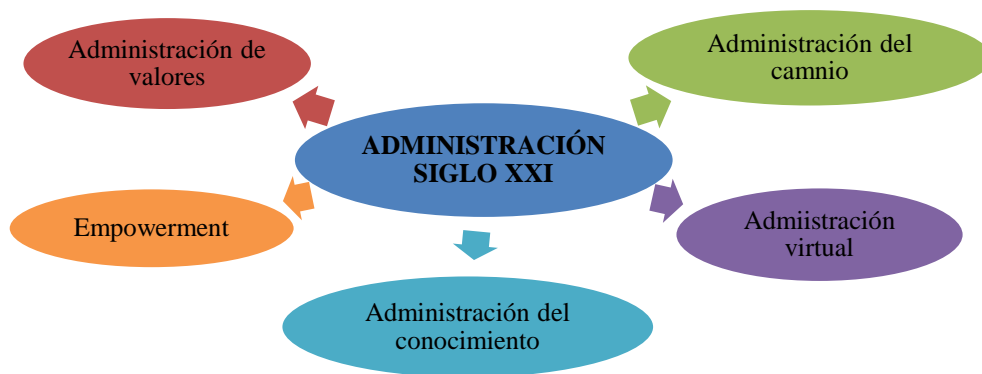 Administración de
valores
Administración del
camnio
ADMINISTRACIÓN
SIGLO XXI
Empowerment
Admiistración
virtual
Administración del
conocimiento